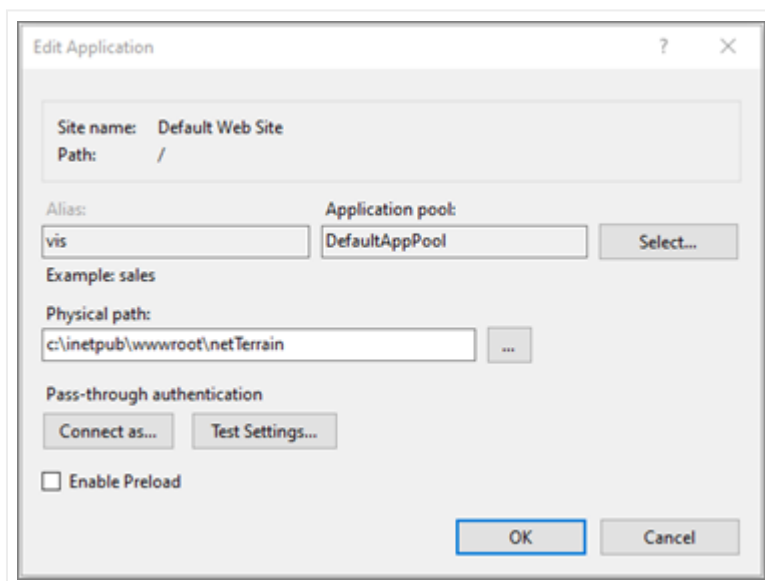 Edit Application
?
Site name: Default Web Site
Path: /
Alias: Application pool:
vis DefaultAppPool Select...
Example: sales
Physical path:
c:\inetpub\wwwroot\netTerrain ...
Pass-through authentication
Connect as... Test Settings...
Enable Preload
OK Cancel